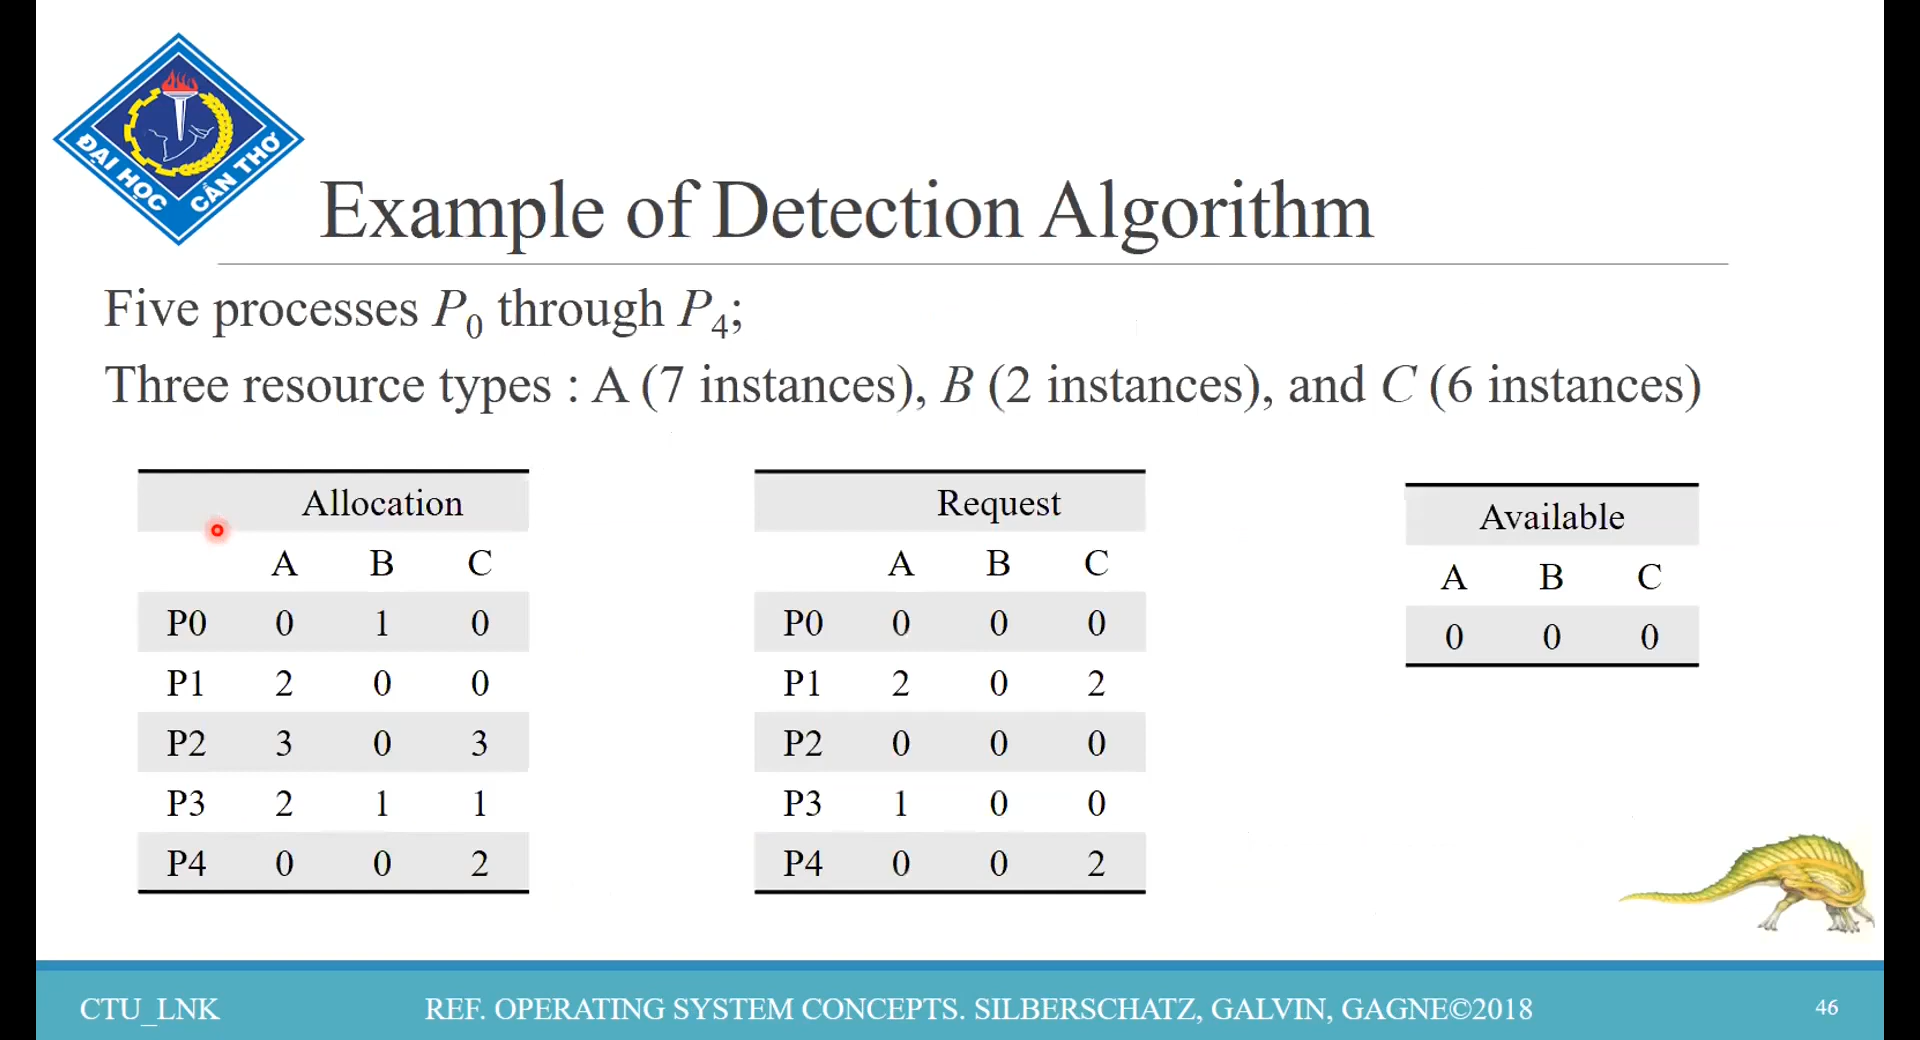 ĐẠI HỌC CẦN THƠ
Example of Detection Algorithm
Five processes P0 through P4;
Three resource types : A (7 instances), B (2 instances), and C (6 instances)
Allocation
A B C
P0 0 1 0
P1 2 0 0
P2 3 0 3
P3 2 1 1
P4 0 0 2
Request
A B C
P0 0 0 0
P1 2 0 2
P2 0 0 0
P3 1 0 0
P4 0 0 2
Available
A B C
0 0 0
CTU_LNK
REF. OPERATING SYSTEM CONCEPTS. SILBERSCHATZ, GALVIN, GAGNE©2018
46